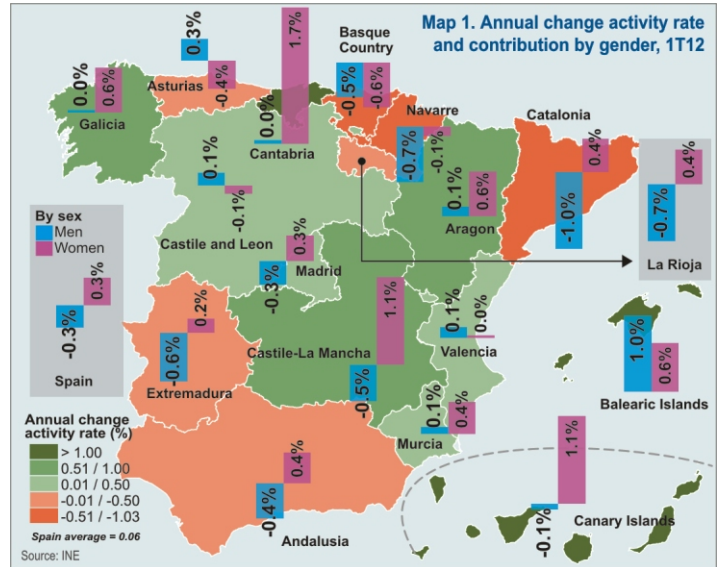 Map 1. Annual change activity rate
and contribution by gender, 1T12
0.3%
-0.4%
Asturias
0.0%
0.6%
Galicia
0.0%
1.7%
Cantabria
Basque
Country
-0.5%
-0.6%
Navarre
-0.7%
-0.1%
Catalonia
-1.0%
0.4%
-0.7%
0.4%
La Rioja
0.1%
-0.1%
Castile and Leon
0.1%
0.6%
Aragon
By sex
Men
Women
-0.3%
0.3%
Spain
-0.3%
0.3%
Madrid
-0.6%
0.2%
Extremadura
-0.5%
1.1%
Castile-La Mancha
0.1%
0.0%
Valencia
1.0%
0.6%
Balearic Islands
0.1%
0.4%
Murcia
-0.4%
0.4%
Andalusia
-0.1%
1.1%
Canary Islands
Annual change
activity rate (%)
> 1.00
0.51 / 1.00
0.01 / 0.50
-0.01 / -0.50
-0.51 / -1.03
Spain average = 0.06
Source: INE